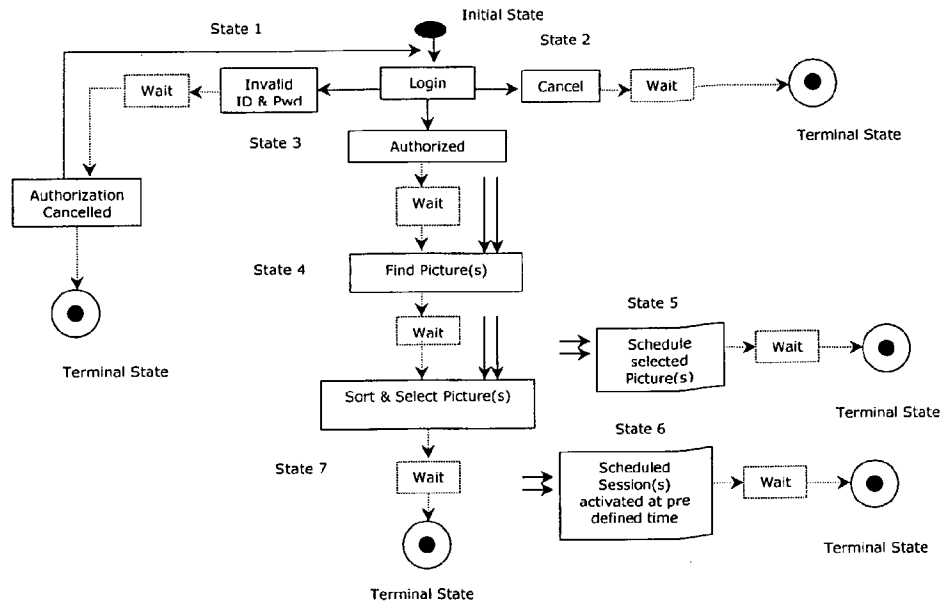 Initial State
State 1
State 2
Wait
Invalid
ID & Pwd
Login
Cancel
Wait
Terminal State
State 3
Authorized
Authorization
Cancelled
Wait
State 4
Find Picture(s)
Terminal State
Wait
State 5
Schedule
selected
Picture(s)
Wait
Terminal State
Sort & Select Picture(s)
State 6
State 7
Wait
Scheduled
Session(s)
activated at pre
defined time
Wait
Terminal State
Terminal State